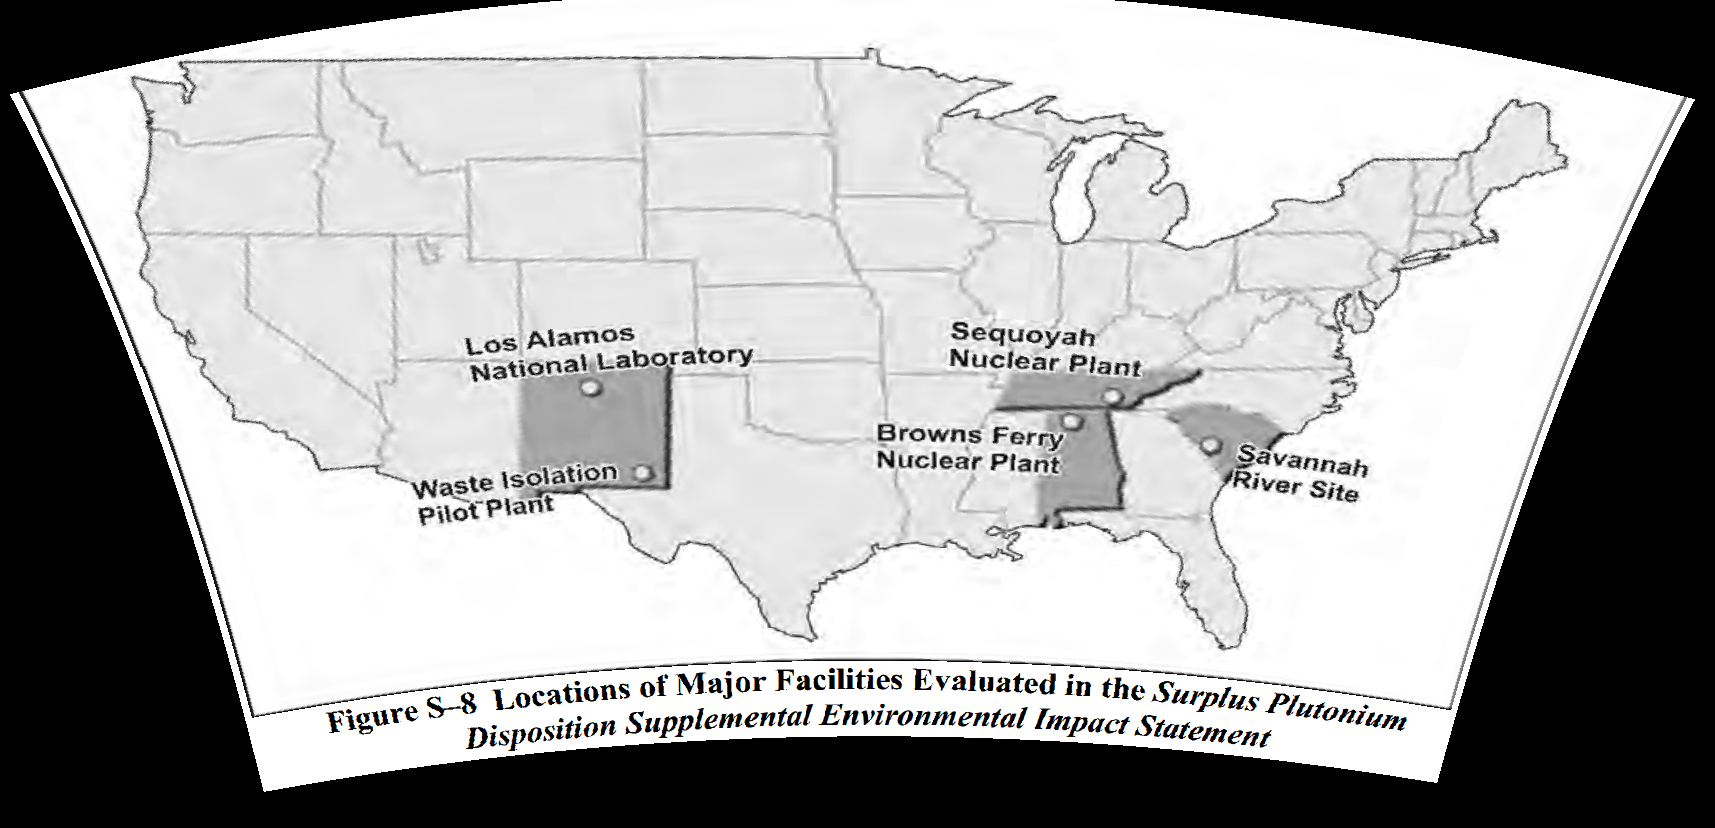 Los Alamos
National Laboratory
Sequoyah
Nuclear Plant
Browns Ferry
Nuclear Plant
Savannah
River Site
Waste Isolation
Pilot Plant
Figure S–8 Locations of Major Facilities Evaluated in the Surplus Plutonium
Disposition Supplemental Environmental Impact Statement